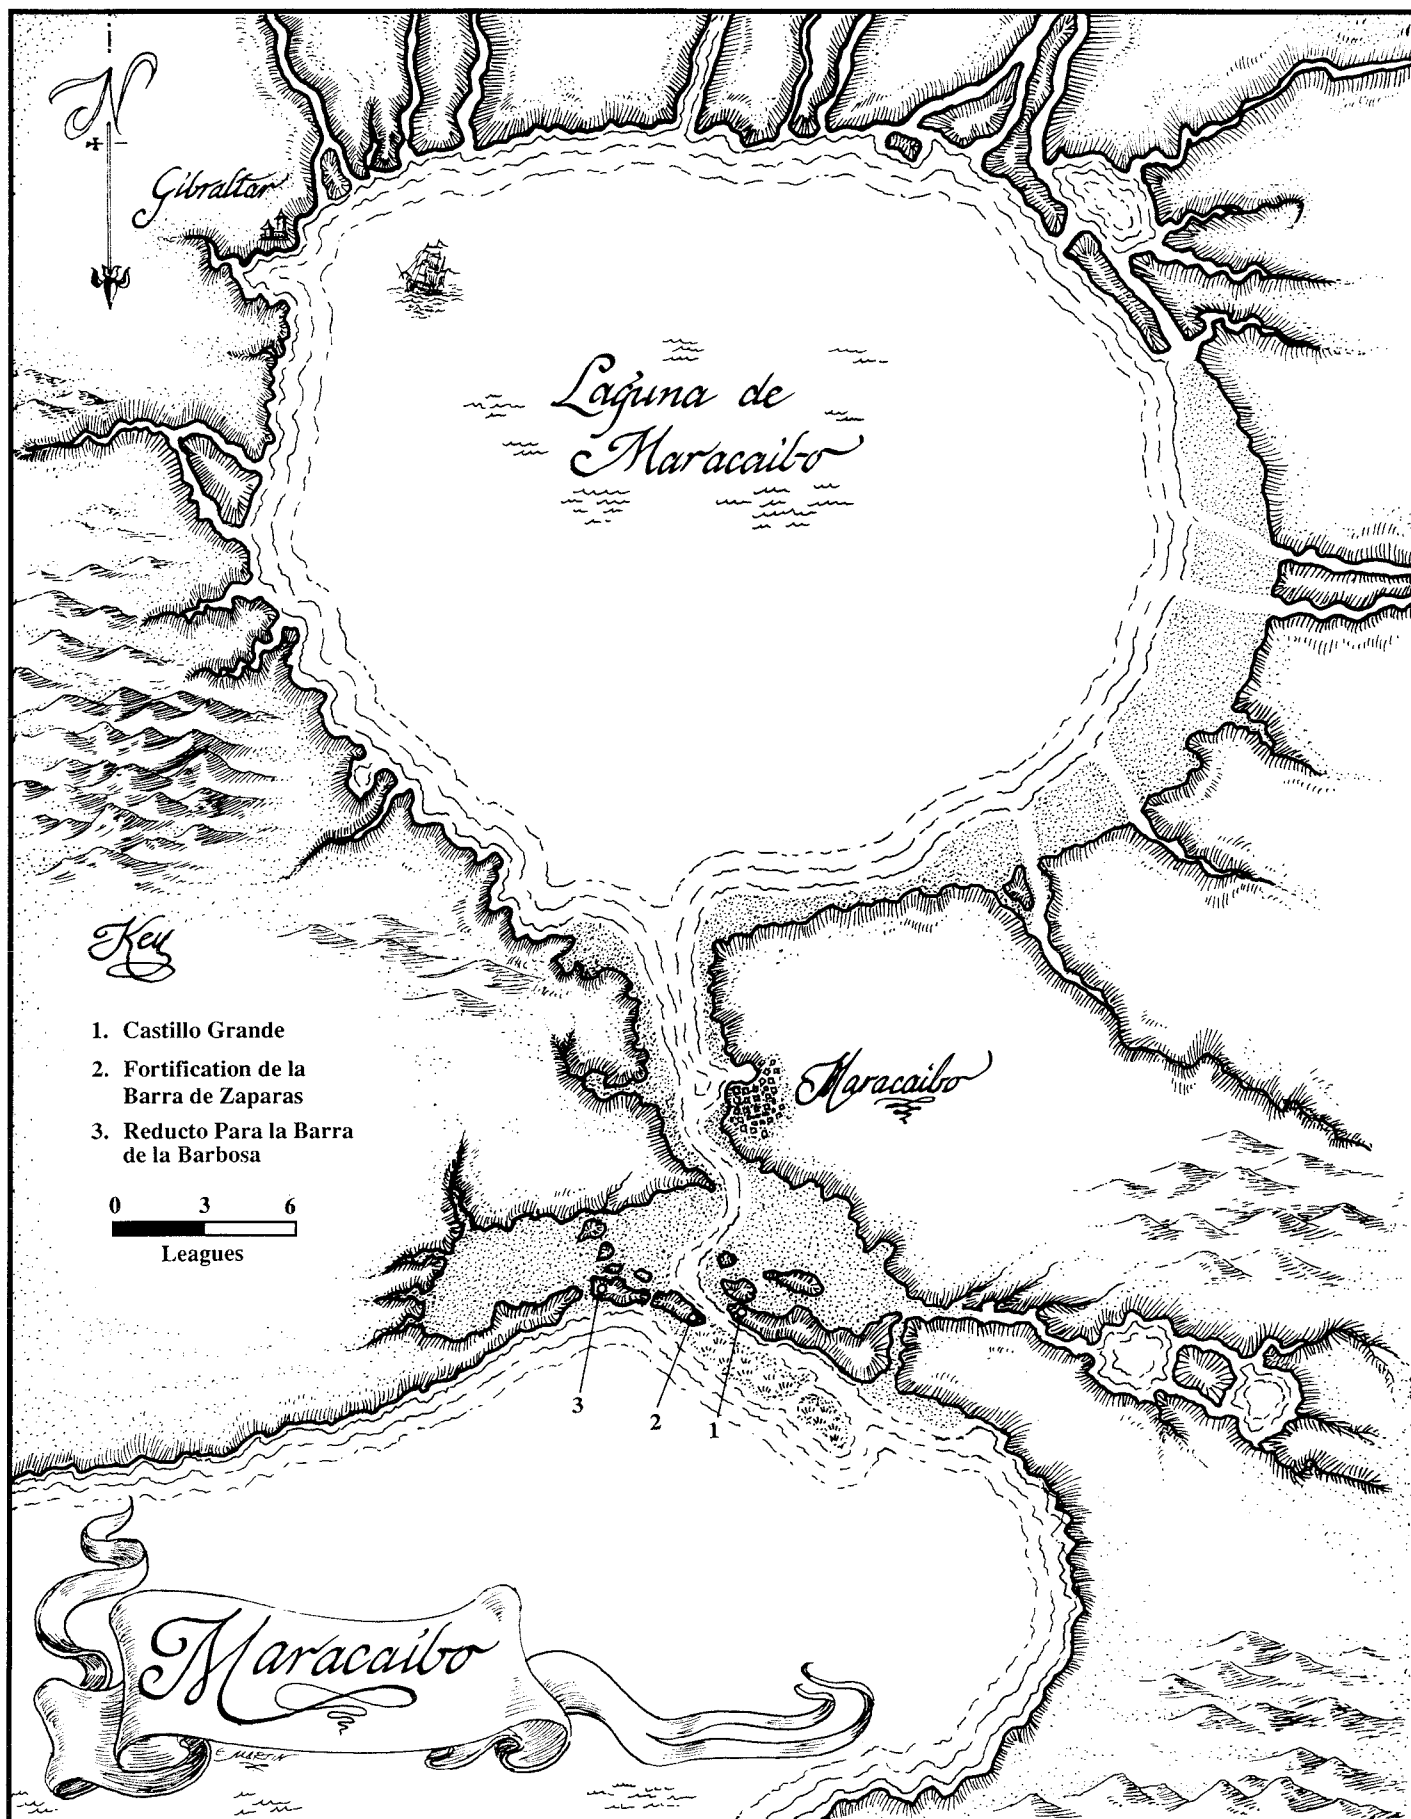 N
Gibraltar
Laguna de
Maracaibo
Key
1. Castillo Grande
2. Fortification de la
Barra de Zaparas
3. Reducto Para la Barra
de la Barbosa
0 3 6
Leagues
Maracaibo
3
2
1
Maracaibo
E MARTIN